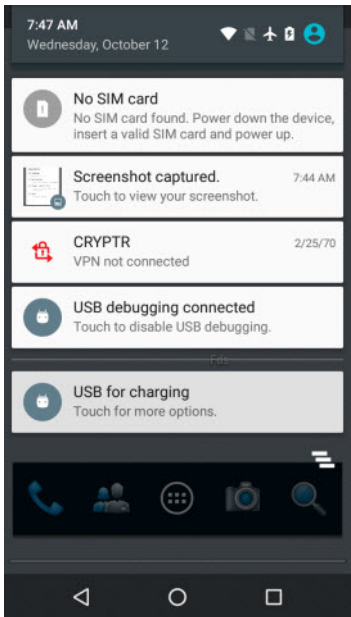 7:47 AM
Wednesday, October 12
No SIM card
No SIM card found. Power down the device,
insert a valid SIM card and power up.
Screenshot captured. 7:44 AM
Touch to view your screenshot.
CRYPTR 2/25/70
VPN not connected
USB debugging connected
Touch to disable USB debugging.
USB for charging
Touch for more options.